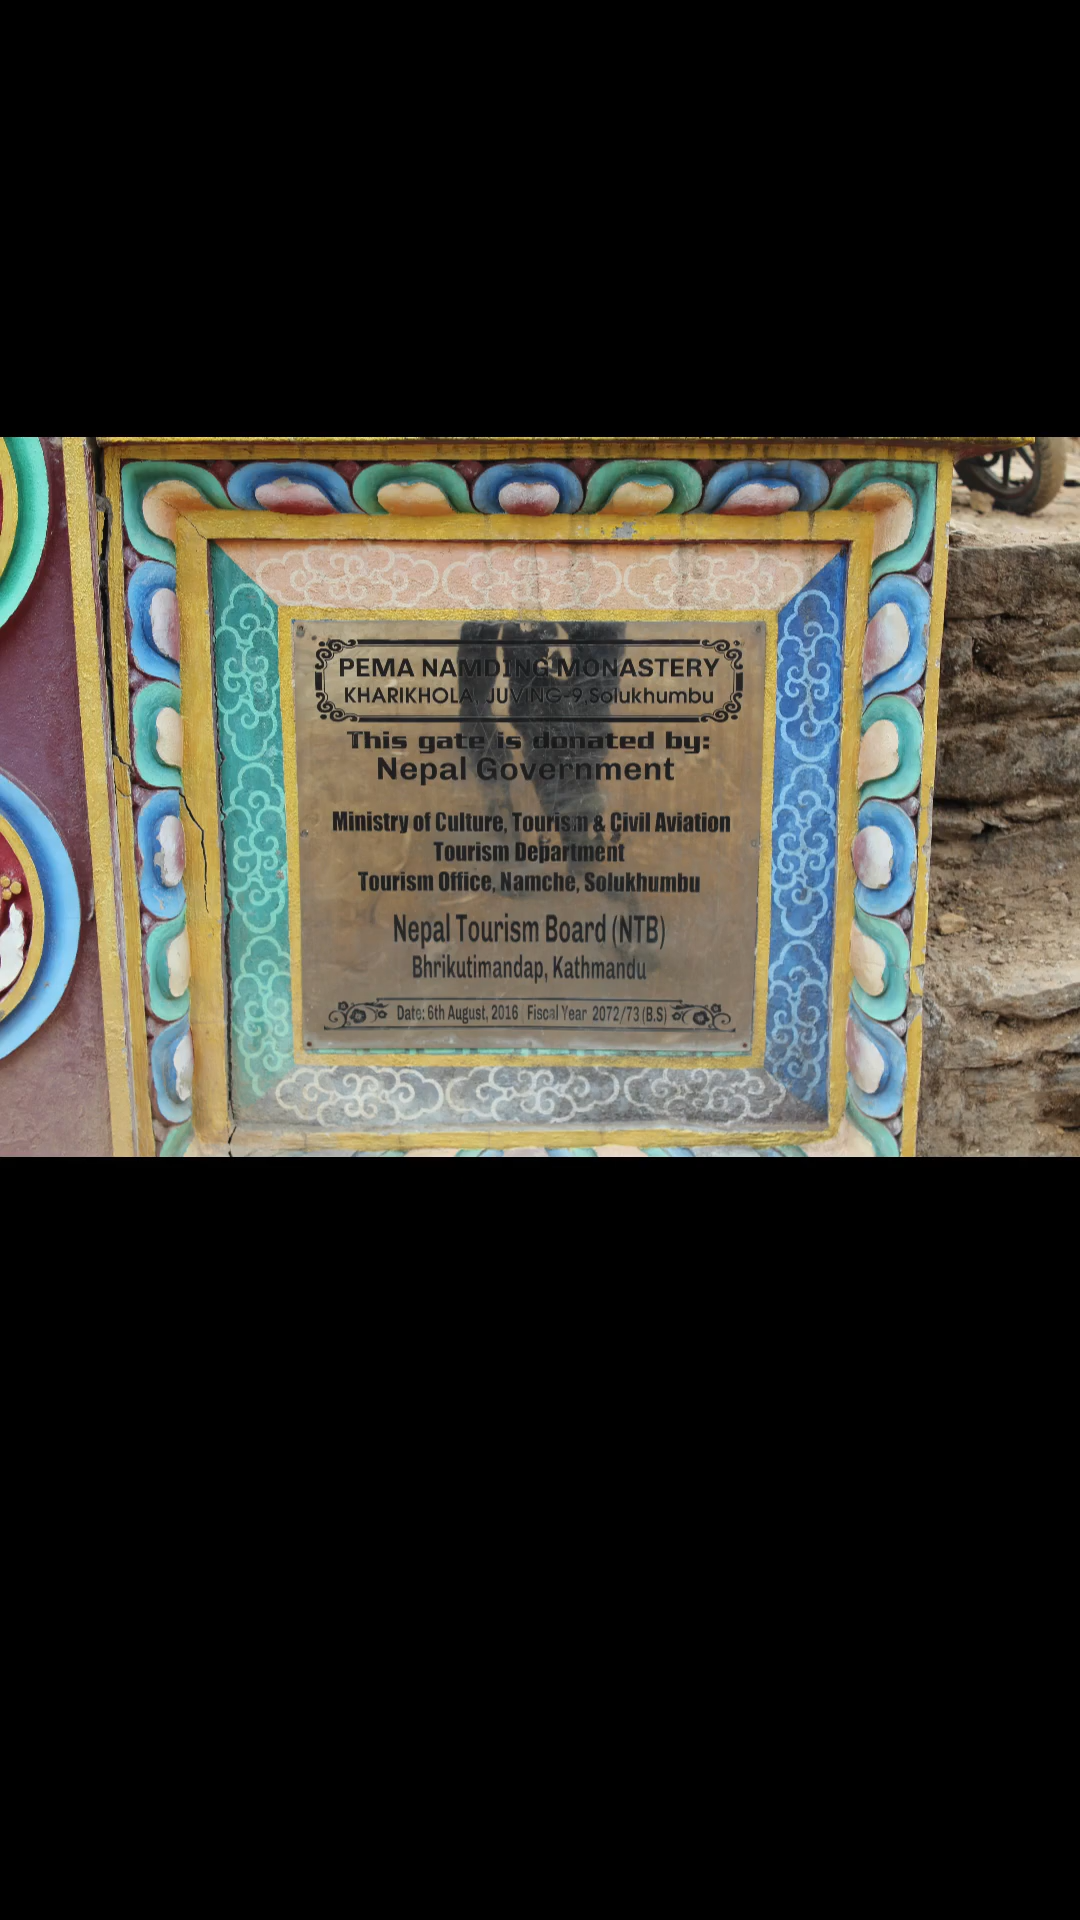 PEMA NAMDING MONASTERY
KHARIKHOLA, JUVING-9,Solukhumbu
This gate is donated by:
Nepal Government
Ministry of Culture, Tourism & Civil Aviation
Tourism Department
Tourism Office, Namche, Solukhumbu
Nepal Tourism Board (NTB)
Bhrikutimandap, Kathmandu
Date: 6th August, 2016 Fiscal Year 2072/73 (B.S)